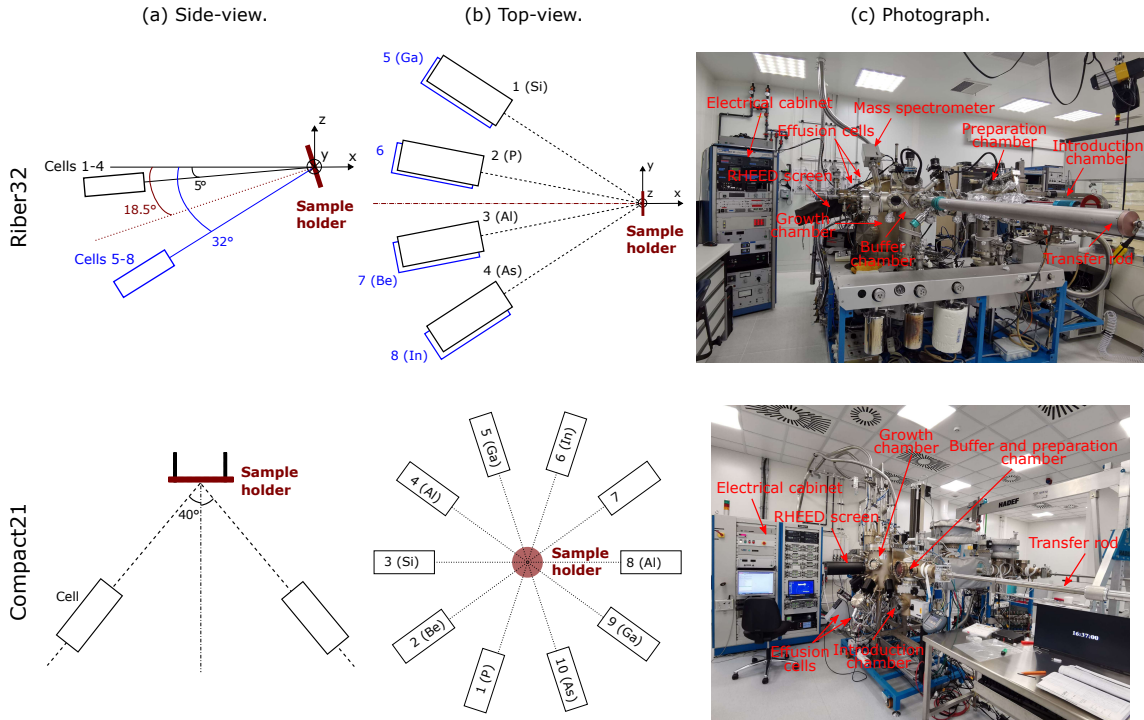 (a) Side-view.
(b) Top-view.
(c) Photograph.
Riber32
z
x
y
Cells 1-4
5°
18.5°
32°
Sample
holder
Cells 5-8
5 (Ga)
1 (Si)
6
2 (P)
y
z
x
3 (Al)
Sample
holder
7 (Be)
4 (As)
8 (In)
Electrical cabinet
Mass spectrometer
Effusion cells
Preparation
chamber
Introduction
chamber
RHEED screen
Growth
chamber
Buffer
chamber
Transfer rod
Compact21
Sample
holder
40°
Cell
5 (Ga)
6 (In)
4 (Al)
7
3 (Si)
Sample
holder
8 (Al)
2 (Be)
9 (Ga)
1 (P)
10 (As)
Growth
chamber
Buffer and preparation
chamber
Electrical cabinet
RHEED screen
HADEF
Transfer rod
Effusion
cells
Introduction
chamber
16:37:00